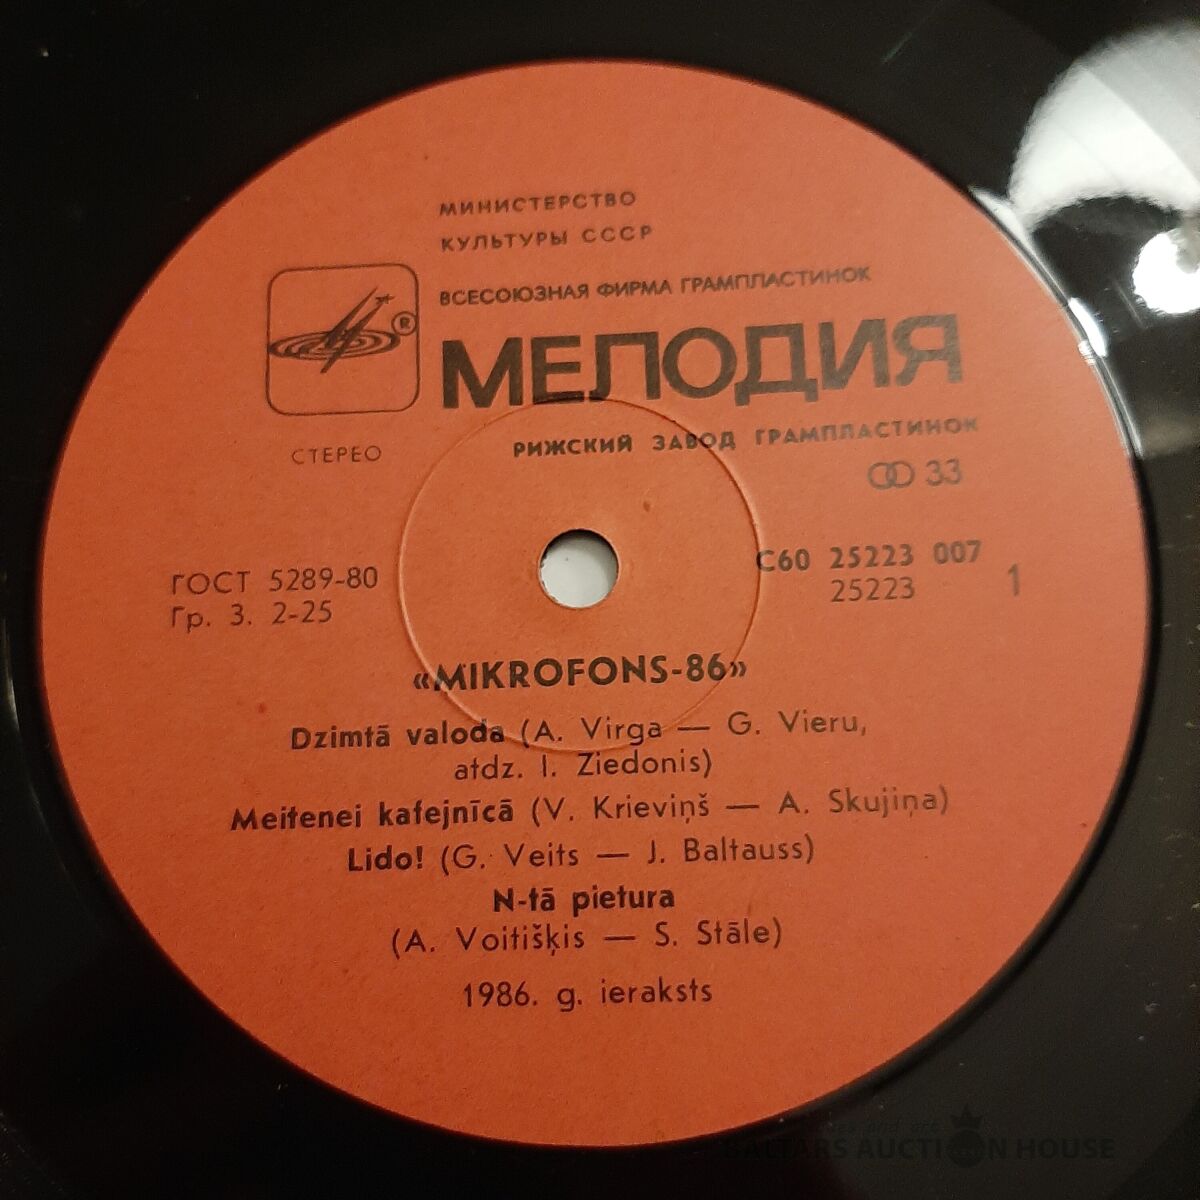 МИНИСТЕРСТВО
КУЛЬТУРЫ СССР
ВСЕСОЮЗНАЯ ФИРМА ГРАМПЛАСТИНОК
®
МЕЛОДИЯ
СТЕРЕО
РИЖСКИЙ ЗАВОД ГРАМПЛАСТИНОК
33
ГОСТ 5289-80
Гр. 3. 2-25
С60 25223 007
25223
1
«MIKROFONS-86»
Dzimtā valoda (A. Virga — G. Vieru,
atdz. I. Ziedonis)
Meitenei kafejnīcā (V. Krieviņš — A. Skujiņa)
Lido! (G. Veits — J. Baltauss)
N-tā pietura
(A. Voitišķis — S. Stāle)
1986. g. ieraksts
and art
BALTARS AUCTION HOUSE